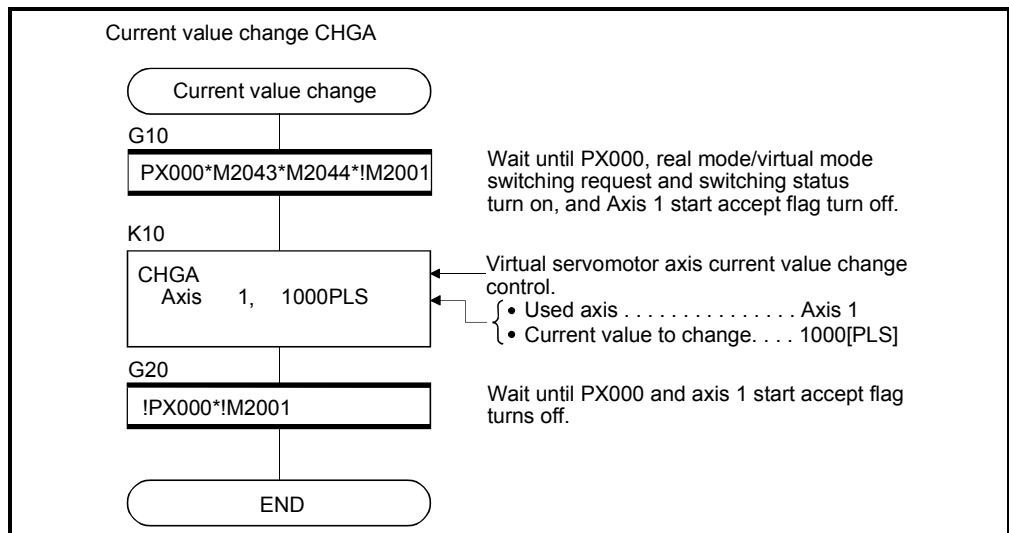 Current value change CHGA
Current value change
G10
PX000*M2043*M2044*!M2001
Wait until PX000, real mode/virtual mode
switching request and switching status
turn on, and Axis 1 start accept flag turn off.
K10
CHGA
Axis 1, 1000PLS
Virtual servomotor axis current value change
control.
• Used axis . . . . . . . . . . . . . . . Axis 1
• Current value to change. . . . 1000[PLS]
G20
!PX000*!M2001
Wait until PX000 and axis 1 start accept flag
turns off.
END